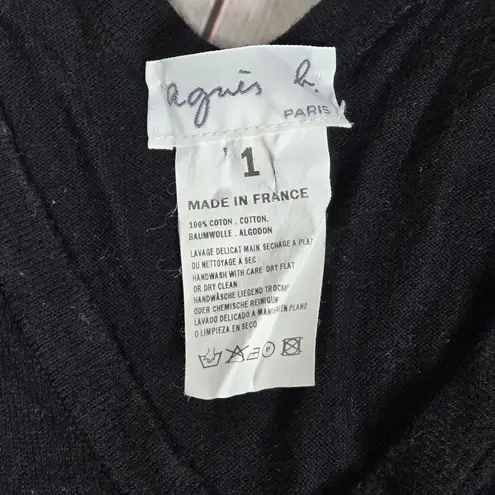 agnès b.
PARIS
1
MADE IN FRANCE
100% COTON . COTTON.
BAUMWOLLE . ALGODON
LAVAGE DELICAT MAIN SECHAGE A PLAT
OU NETTOYAGE A SEC
HANDWASH WITH CARE DRY FLAT
OR DRY CLEAN
HANDWÄSCHE LIEGEND TROCKE
ODER CHEMISCHE REINIGUN
LAVADO DELICADO A MANO EN PLANO
O LIMPIEZA EN SECO
P